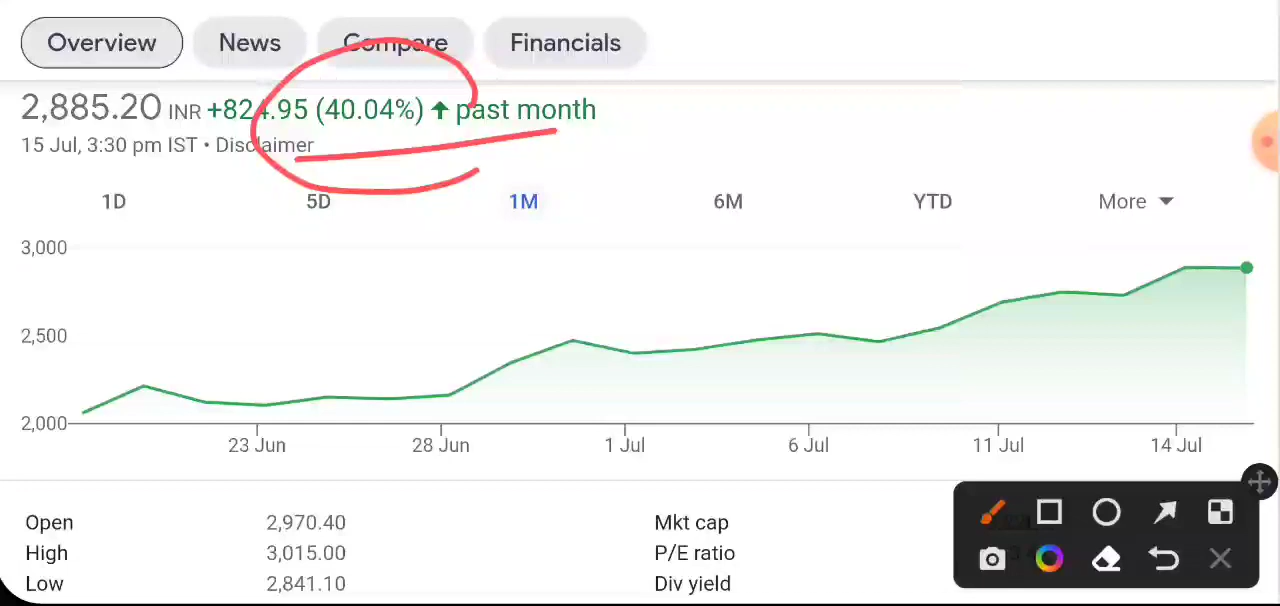 Overview News Compare Financials
2,885.20 INR +824.95 (40.04%) ↑ past month
15 Jul, 3:30 pm IST • Disclaimer
1D 5D 1M 6M YTD More
3,000
2,500
2,000
23 Jun 28 Jun 1 Jul 6 Jul 11 Jul 14 Jul
Open 2,970.40 Mkt cap
High 3,015.00 P/E ratio
Low 2,841.10 Div yield